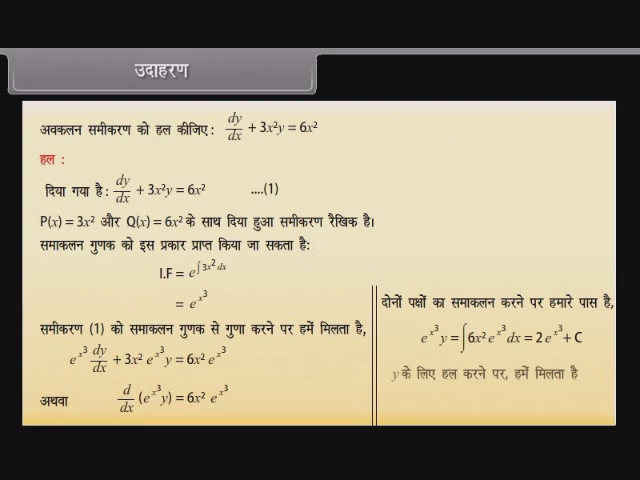 उदाहरण
अवकलन समीकरण को हल कीजिए: dy/dx + 3x²y = 6x²
हल :
दिया गया है: dy/dx + 3x²y = 6x² ....(1)
P(x) = 3x² और Q(x) = 6x² के साथ दिया हुआ समीकरण रैखिक है।
समाकलन गुणक को इस प्रकार प्राप्त किया जा सकता है:
I.F = e^{∫3x² dx}
= e^{x³}
समीकरण (1) को समाकलन गुणक से गुणा करने पर हमें मिलता है,
e^{x³} dy/dx + 3x² e^{x³} y = 6x² e^{x³}
अथवा d/dx (e^{x³} y) = 6x² e^{x³}
दोनों पक्षों का समाकलन करने पर हमारे पास है,
e^{x³} y = ∫6x² e^{x³} dx = 2 e^{x³} + C
y के लिए हल करने पर, हमें मिलता है